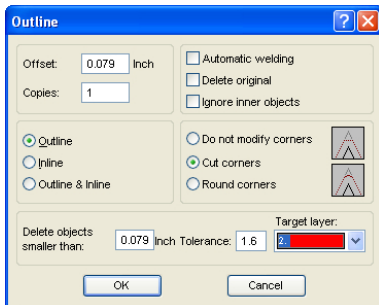 Outline
Offset: 0.079 Inch
Copies: 1
Automatic welding
Delete original
Ignore inner objects
Outline
Inline
Outline & Inline
Do not modify corners
Cut corners
Round corners
Target layer:
Delete objects
smaller than: 0.079 Inch Tolerance: 1.6 2.
OK Cancel